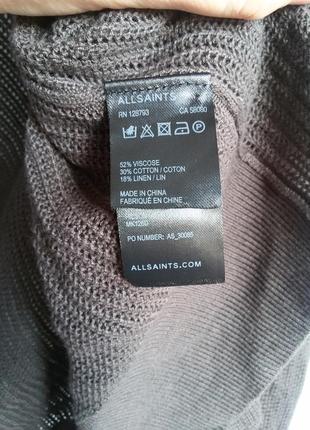 ALLSAINTS
RN 128793 CA 58080
52% VISCOSE
30% COTTON / COTON
18% LINEN / LIN
MADE IN CHINA
FABRIQUÉ EN CHINE
PO NUMBER: AS_30085
ALLSAINTS.COM